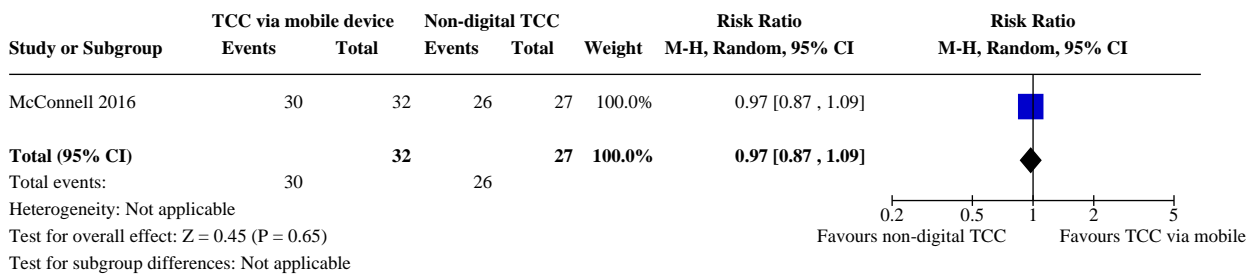 TCC via mobile device Non-digital TCC Risk Ratio Risk Ratio
Study or Subgroup Events Total Events Total Weight M-H, Random, 95% CI M-H, Random, 95% CI
McConnell 2016 30 32 26 27 100.0% 0.97 [0.87 , 1.09]
Total (95% CI) 32 27 100.0% 0.97 [0.87 , 1.09]
Total events: 30 26
Heterogeneity: Not applicable
0.2 0.5 1 2 5
Test for overall effect: Z = 0.45 (P = 0.65)
Favours non-digital TCC Favours TCC via mobile
Test for subgroup differences: Not applicable